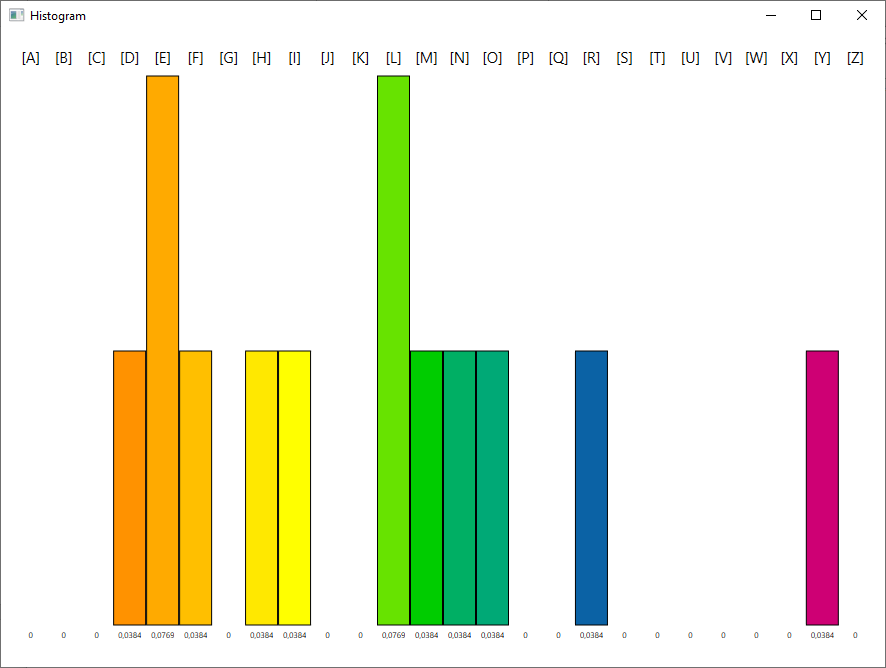 Histogram
[A] [B] [C] [D] [E] [F] [G] [H] [I] [J] [K] [L] [M] [N] [O] [P] [Q] [R] [S] [T] [U] [V] [W] [X] [Y] [Z]
0 0 0 0,0384 0,0769 0,0384 0 0,0384 0,0384 0 0 0,0769 0,0384 0,0384 0,0384 0 0 0,0384 0 0 0 0 0 0 0,0384 0